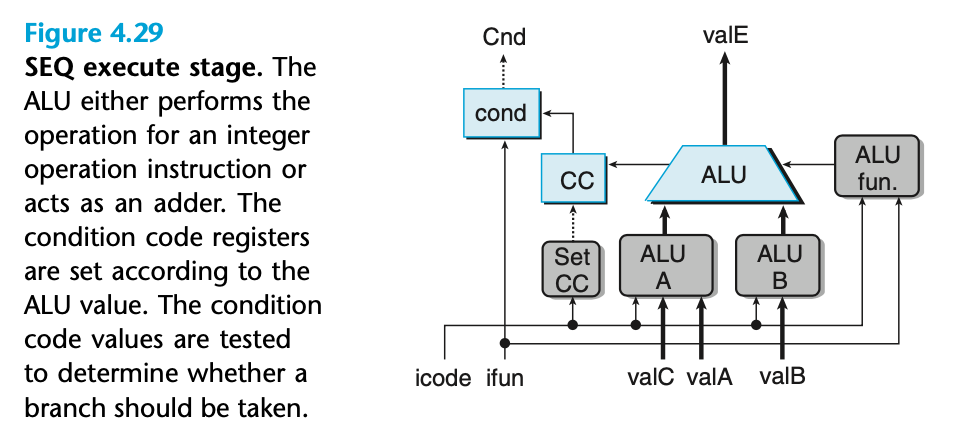 Figure 4.29
SEQ execute stage. The
ALU either performs the
operation for an integer
operation instruction or
acts as an adder. The
condition code registers
are set according to the
ALU value. The condition
code values are tested
to determine whether a
branch should be taken.
Cnd
valE
cond
CC
ALU
ALU
fun.
Set
CC
ALU
A
ALU
B
icode ifun
valC valA valB